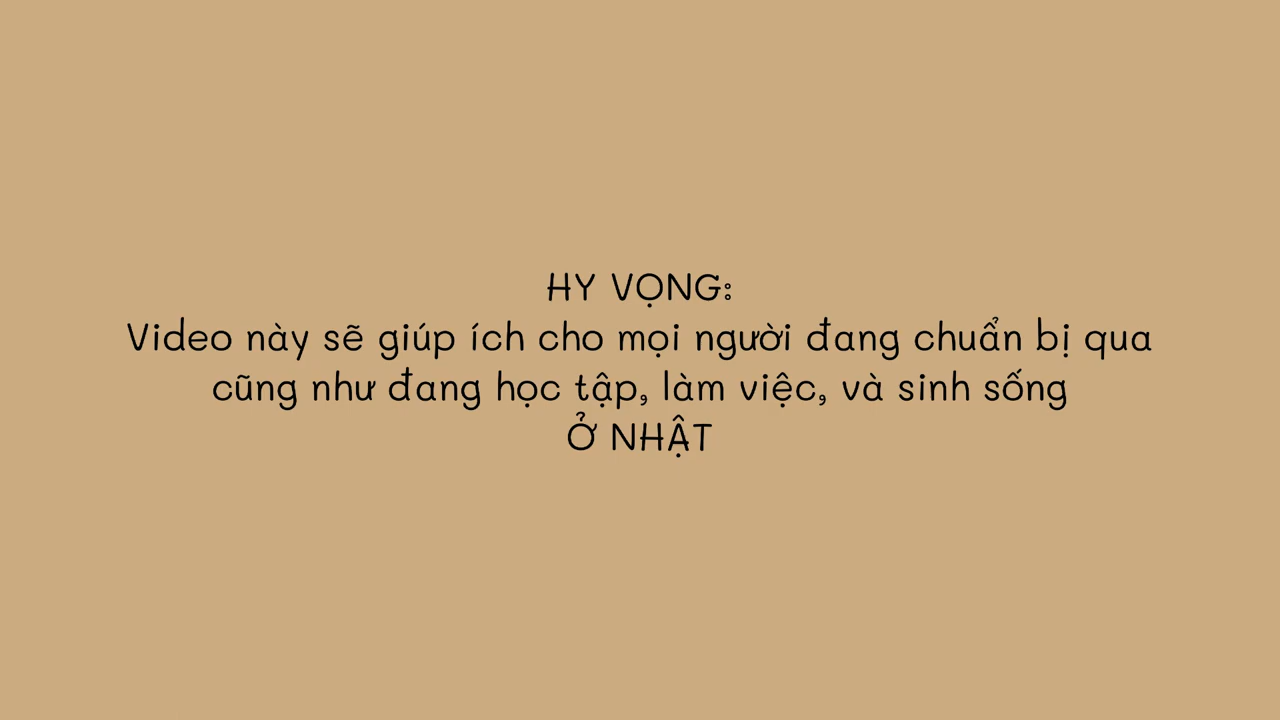 HY VỌNG:
Video này sẽ giúp ích cho mọi người đang chuẩn bị qua
cũng như đang học tập, làm việc, và sinh sống
Ở NHẬT